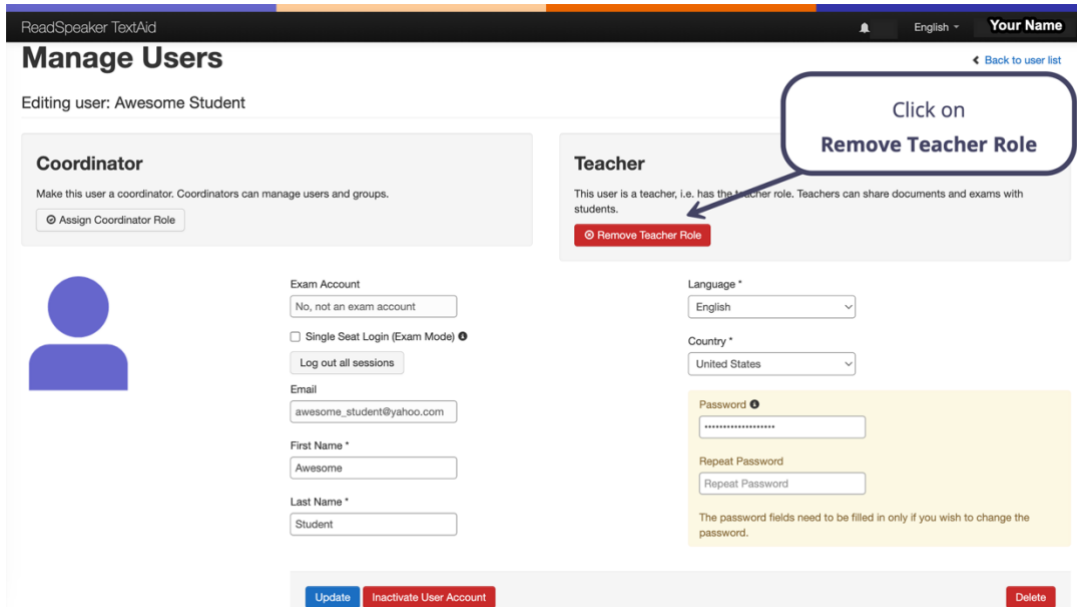 ReadSpeaker TextAid
English
Your Name
Manage Users
Back to user list
Editing user: Awesome Student
Click on
Remove Teacher Role
Coordinator
Make this user a coordinator. Coordinators can manage users and groups.
Assign Coordinator Role
Teacher
This user is a teacher, i.e. has the teacher role. Teachers can share documents and exams with
students.
Remove Teacher Role
Exam Account
No, not an exam account
Single Seat Login (Exam Mode)
Log out all sessions
Email
awesome_student@yahoo.com
First Name *
Awesome
Last Name *
Student
Language *
English
Country *
United States
Password
Repeat Password
Repeat Password
The password fields need to be filled in only if you wish to change the
password.
Update
Inactivate User Account
Delete